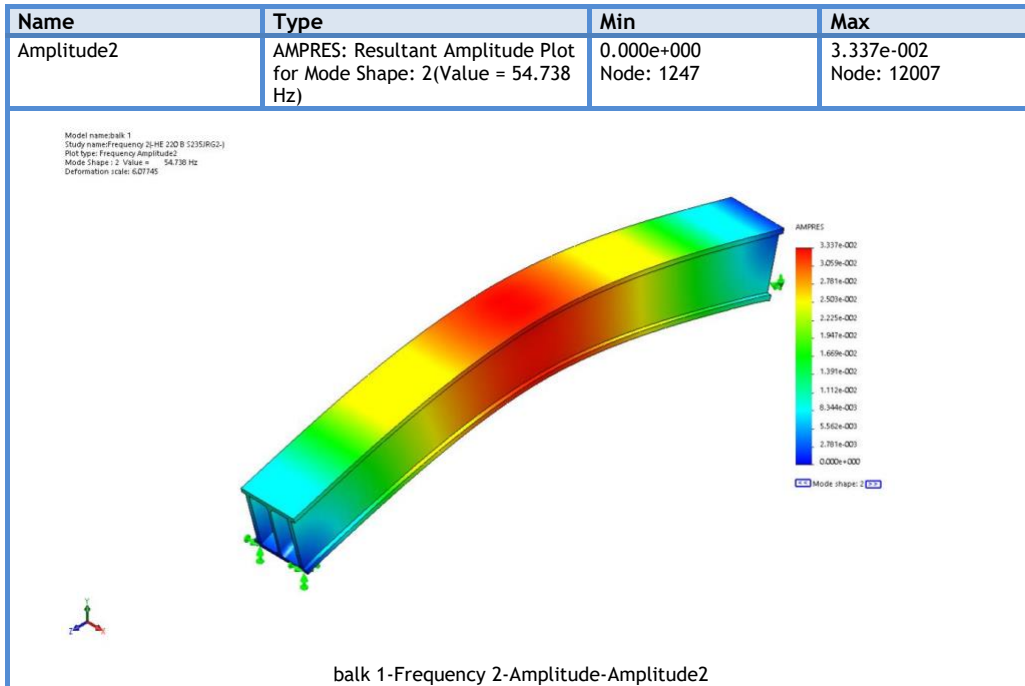 Name Type Min Max
Amplitude2 AMPRES: Resultant Amplitude Plot 0.000e+000 3.337e-002
for Mode Shape: 2(Value = 54.738 Node: 1247 Node: 12007
Hz)
Model name:balk 1
Study name:Frequency 2(-HE 220 B S235JRG2-)
Plot type: Frequency Amplitude2
Mode Shape : 2 Value = 54.738 Hz
Deformation scale: 6.07745
AMPRES
3.337e-002
3.059e-002
2.781e-002
2.503e-002
2.225e-002
1.947e-002
1.669e-002
1.391e-002
1.112e-002
8.344e-003
5.562e-003
2.781e-003
0.000e+000
<< Mode shape: 2 >>
Y
Z X
balk 1-Frequency 2-Amplitude-Amplitude2